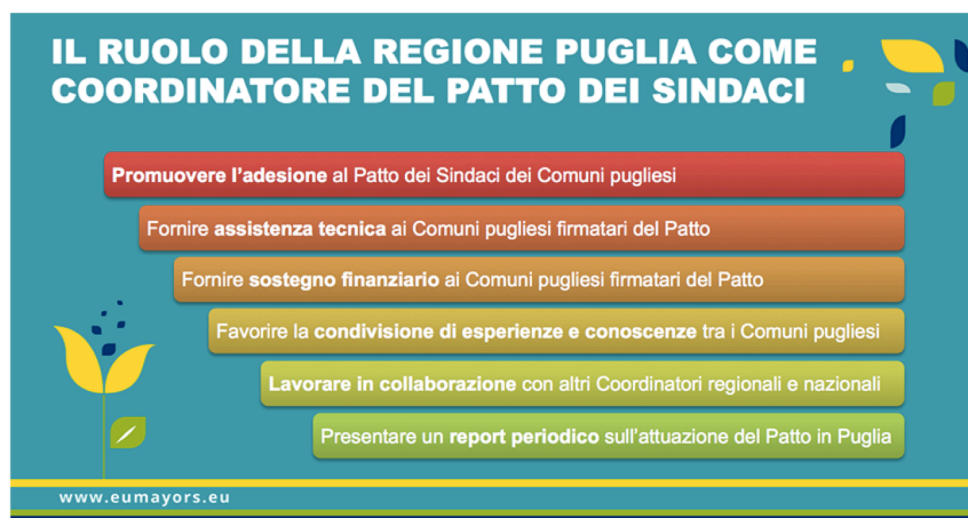 IL RUOLO DELLA REGIONE PUGLIA COME
COORDINATORE DEL PATTO DEI SINDACI
Promuovere l'adesione al Patto dei Sindaci dei Comuni pugliesi
Fornire assistenza tecnica ai Comuni pugliesi firmatari del Patto
Fornire sostegno finanziario ai Comuni pugliesi firmatari del Patto
Favorire la condivisione di esperienze e conoscenze tra i Comuni pugliesi
Lavorare in collaborazione con altri Coordinatori regionali e nazionali
Presentare un report periodico sull'attuazione del Patto in Puglia
www.eumayors.eu